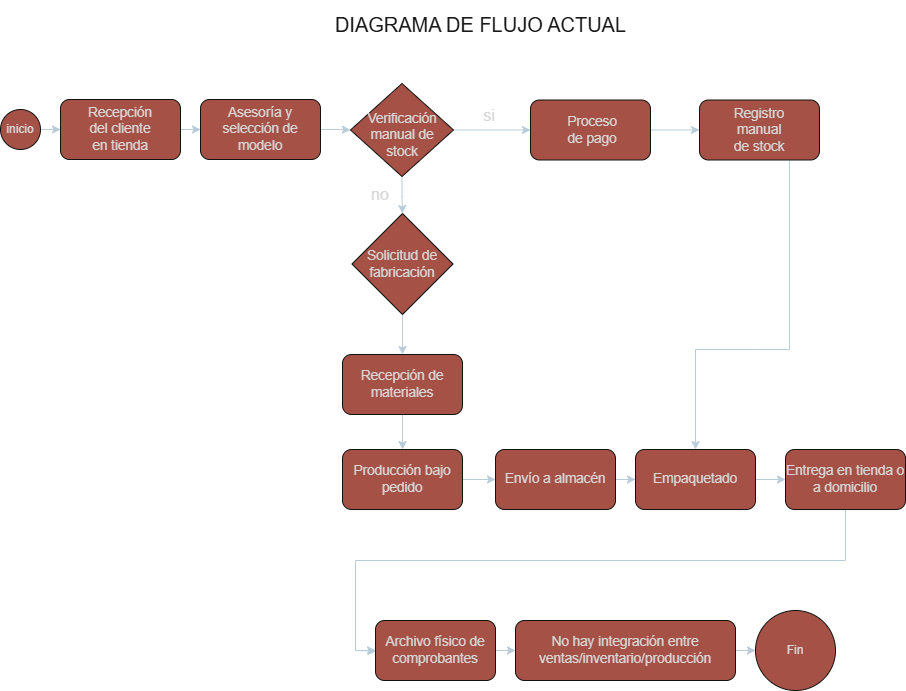 DIAGRAMA DE FLUJO ACTUAL
inicio
Recepción
del cliente
en tienda
Asesoría y
selección de
modelo
Verificación
manual de
stock
si
Proceso
de pago
Registro
manual
de stock
no
Solicitud de
fabricación
Recepción de
materiales
Producción bajo
pedido
Envío a almacén
Empaquetado
Entrega en tienda o
a domicilio
Archivo físico de
comprobantes
No hay integración entre
ventas/inventario/producción
Fin